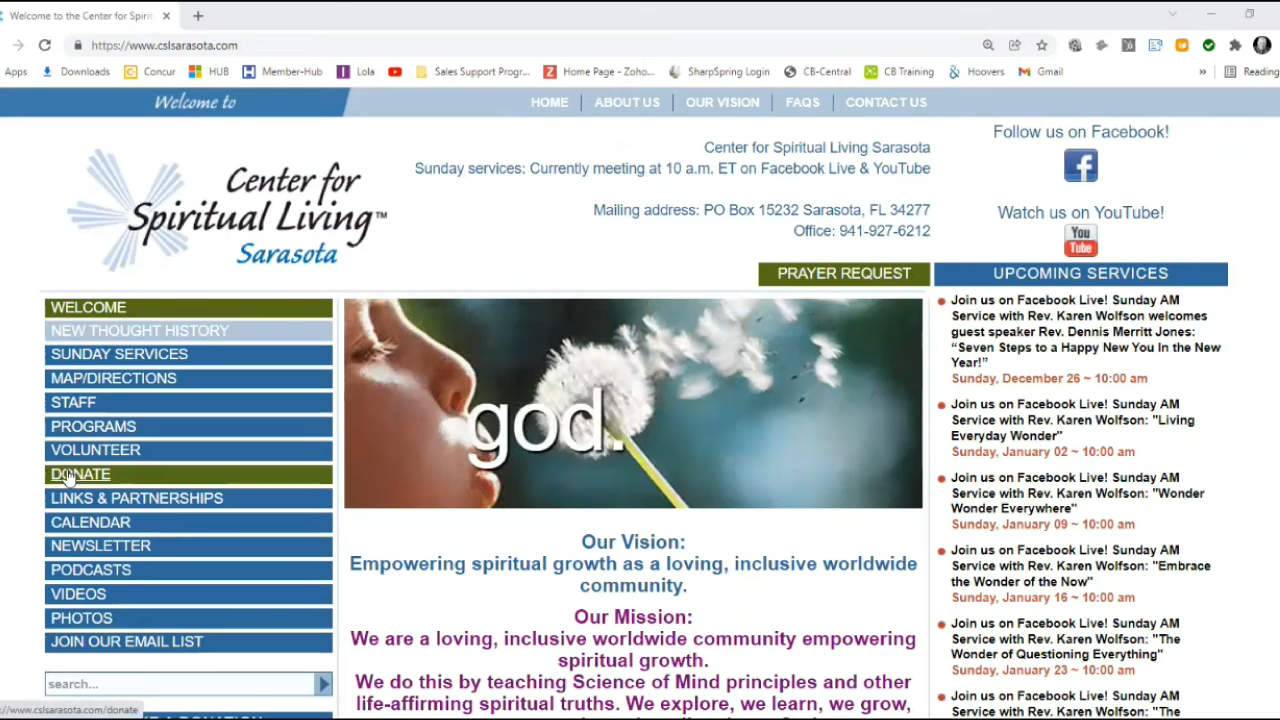 Welcome to the Center for Spirit
https://www.cslsarasota.com
Apps
Downloads
Concur
HUB
Member-Hub
Lola
Sales Support Progr...
Home Page - Zoho...
SharpSpring Login
CB-Central
CB Training
Hoovers
Gmail
»
Reading
Welcome to
HOME
ABOUT US
OUR VISION
FAQS
CONTACT US
Center for
Spiritual Living™
Sarasota
Center for Spiritual Living Sarasota
Sunday services: Currently meeting at 10 a.m. ET on Facebook Live & YouTube
Mailing address: PO Box 15232 Sarasota, FL 34277
Office: 941-927-6212
Follow us on Facebook!
f
Watch us on YouTube!
You
Tube
PRAYER REQUEST
UPCOMING SERVICES
WELCOME
NEW THOUGHT HISTORY
SUNDAY SERVICES
MAP/DIRECTIONS
STAFF
PROGRAMS
VOLUNTEER
DONATE
LINKS & PARTNERSHIPS
CALENDAR
NEWSLETTER
PODCASTS
VIDEOS
PHOTOS
JOIN OUR EMAIL LIST
search...
://www.cslsarasota.com/donate
god.
Our Vision:
Empowering spiritual growth as a loving, inclusive worldwide
community.
Our Mission:
We are a loving, inclusive worldwide community empowering
spiritual growth.
We do this by teaching Science of Mind principles and other
life-affirming spiritual truths. We explore, we learn, we grow,
Join us on Facebook Live! Sunday AM
Service with Rev. Karen Wolfson welcomes
guest speaker Rev. Dennis Merritt Jones:
“Seven Steps to a Happy New You In the New
Year!”
Sunday, December 26 ~ 10:00 am
Join us on Facebook Live! Sunday AM
Service with Rev. Karen Wolfson: "Living
Everyday Wonder"
Sunday, January 02 ~ 10:00 am
Join us on Facebook Live! Sunday AM
Service with Rev. Karen Wolfson: "Wonder
Wonder Everywhere"
Sunday, January 09 ~ 10:00 am
Join us on Facebook Live! Sunday AM
Service with Rev. Karen Wolfson: "Embrace
the Wonder of the Now"
Sunday, January 16 ~ 10:00 am
Join us on Facebook Live! Sunday AM
Service with Rev. Karen Wolfson: "The
Wonder of Questioning Everything"
Sunday, January 23 ~ 10:00 am
Join us on Facebook Live! Sunday AM
Service with Rev. Karen Wolfson: "The